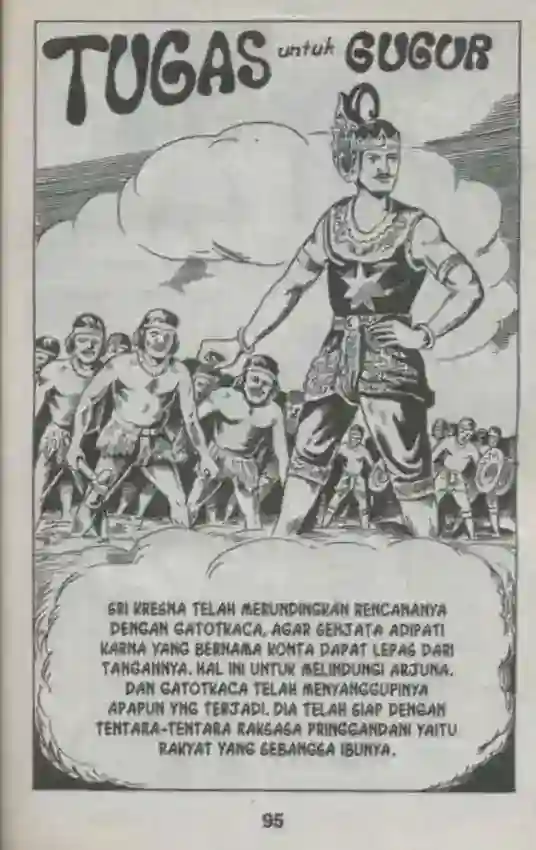 TUGAS untuk GUGUR
SRI KRESNA TELAH MERUNDINGKAN RENCANANYA
DENGAN GATOTKACA, AGAR SENJATA ADIPATI
KARNA YANG BERNAMA KONTA DAPAT LEPAS DARI
TANGANNYA. HAL INI UNTUK MELINDUNGI ARJUNA.
DAN GATOTKACA TELAH MENYANGGUPINYA
APAPUN YNG TERJADI. DIA TELAH SIAP DENGAN
TENTARA-TENTARA RAKSASA PRINGGANDANI YAITU
RAKYAT YANG SEBANGSA IBUNYA.
95